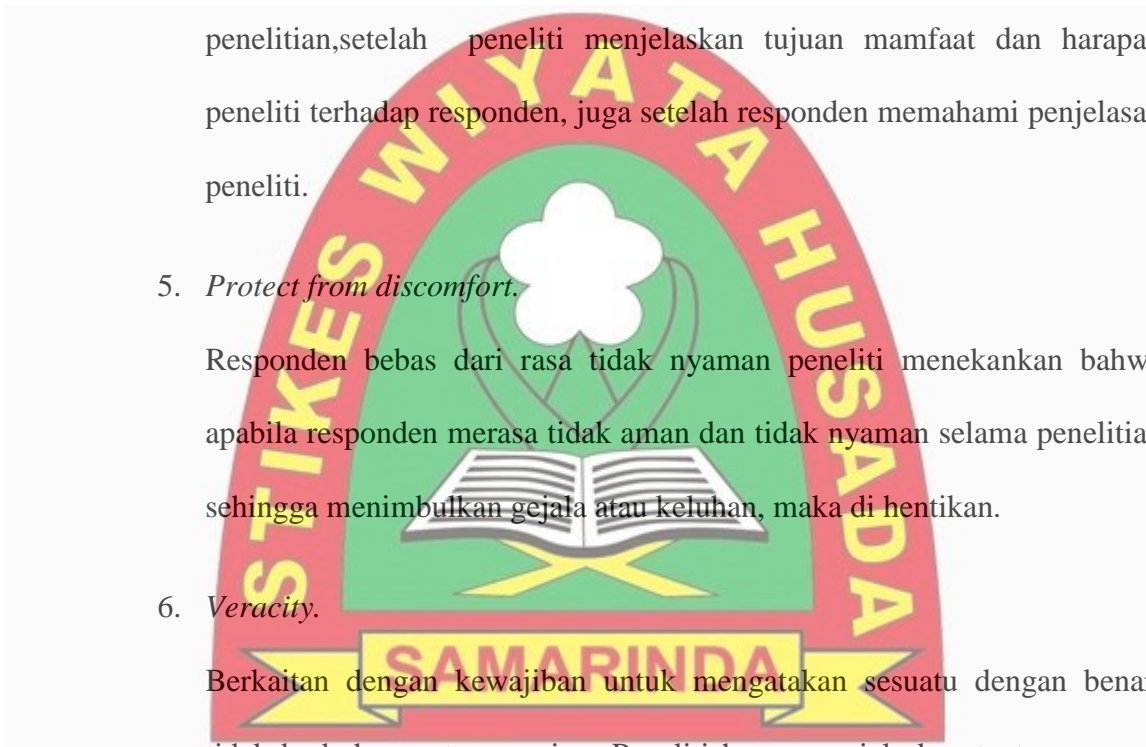 penelitian,setelah peneliti menjelaskan tujuan mamfaat dan harapa
peneliti terhadap responden, juga setelah responden memahami penjelasa
peneliti.
5. Protect from discomfort.
Responden bebas dari rasa tidak nyaman peneliti menekankan bahw
apabila responden merasa tidak aman dan tidak nyaman selama penelitia
sehingga menimbulkan gejala atau keluhan, maka di hentikan.
6. Veracity.
Berkaitan dengan kewajiban untuk mengatakan sesuatu dengan benar
STIKES WIYATA HUSADA
SAMARINDA